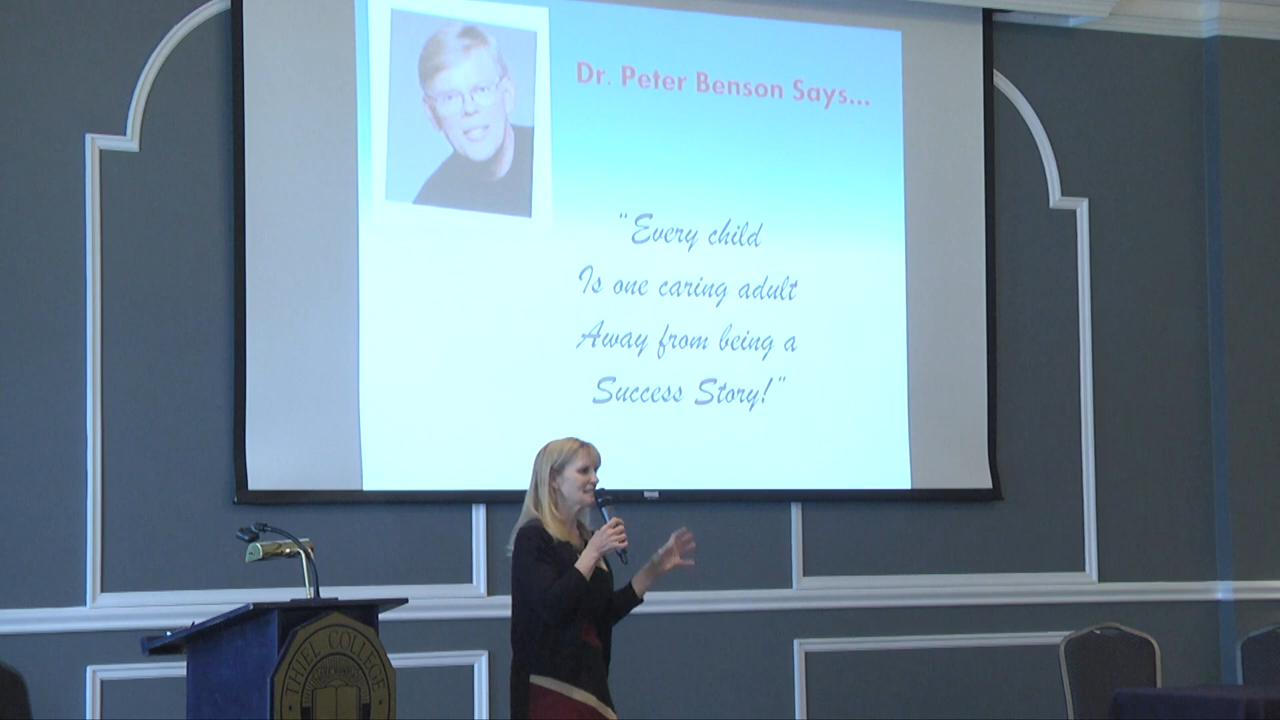 Dr. Peter Benson Says...
"Every child
Is one caring adult
Away from being a
Success Story!"
THIEL COLLEGE